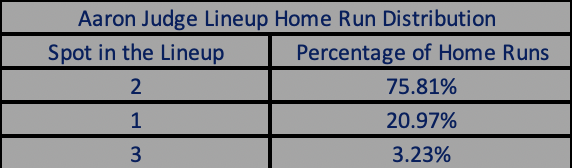 Aaron Judge Lineup Home Run Distribution
Spot in the Lineup Percentage of Home Runs
2 75.81%
1 20.97%
3 3.23%